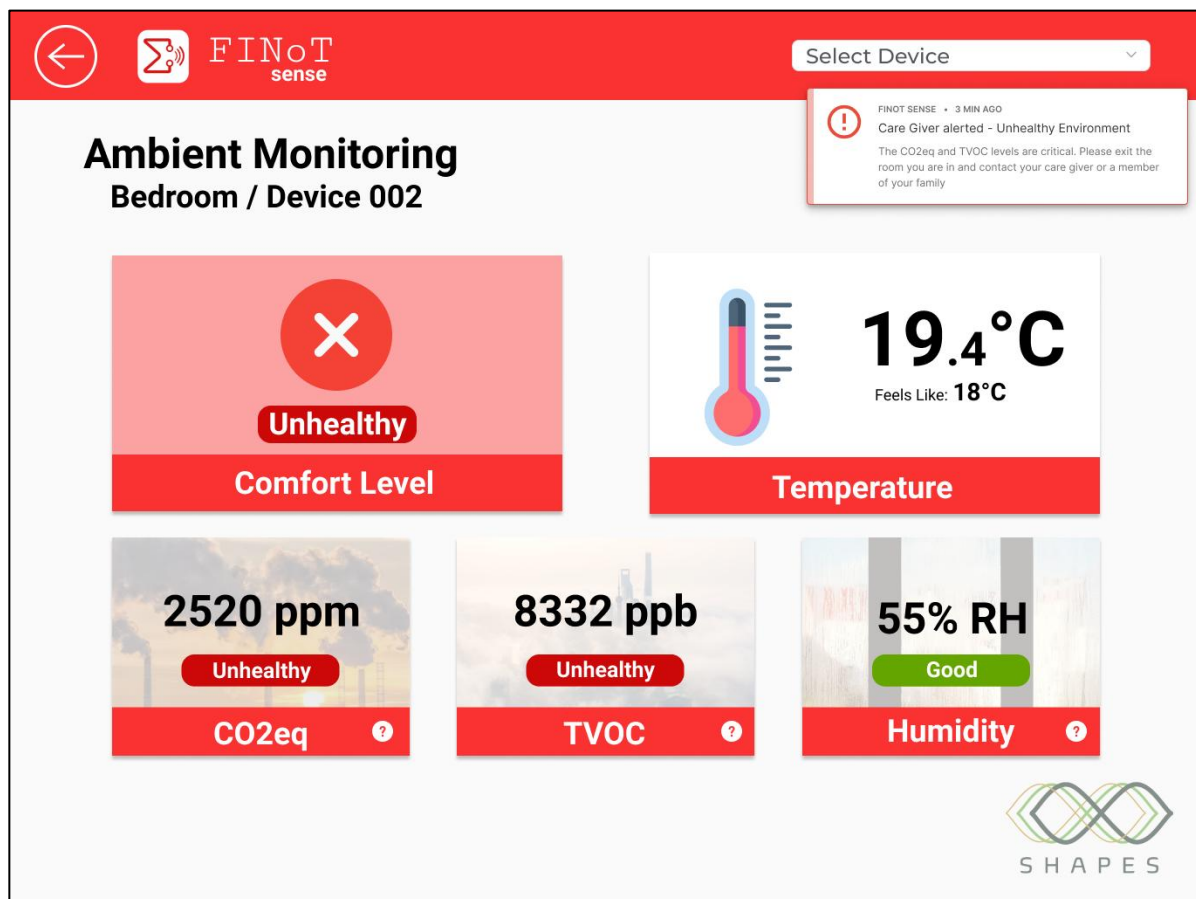 FINoT
sense
Select Device
FINOT SENSE • 3 MIN AGO
Care Giver alerted - Unhealthy Environment
The CO2eq and TVOC levels are critical. Please exit the
room you are in and contact your care giver or a member
of your family
Ambient Monitoring
Bedroom / Device 002
Unhealthy
Comfort Level
19.4°C
Feels Like: 18°C
Temperature
2520 ppm
Unhealthy
CO2eq ?
8332 ppb
Unhealthy
TVOC ?
55% RH
Good
Humidity ?
SHAPES